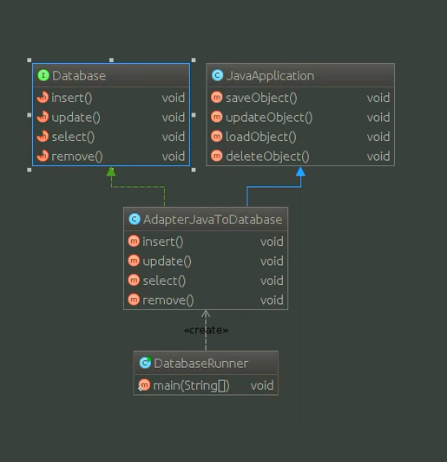 Database
insert() void
update() void
select() void
remove() void
JavaApplication
saveObject() void
updateObject() void
loadObject() void
deleteObject() void
AdapterJavaToDatabase
insert() void
update() void
select() void
remove() void
«create»
DatabaseRunner
main(String[]) void